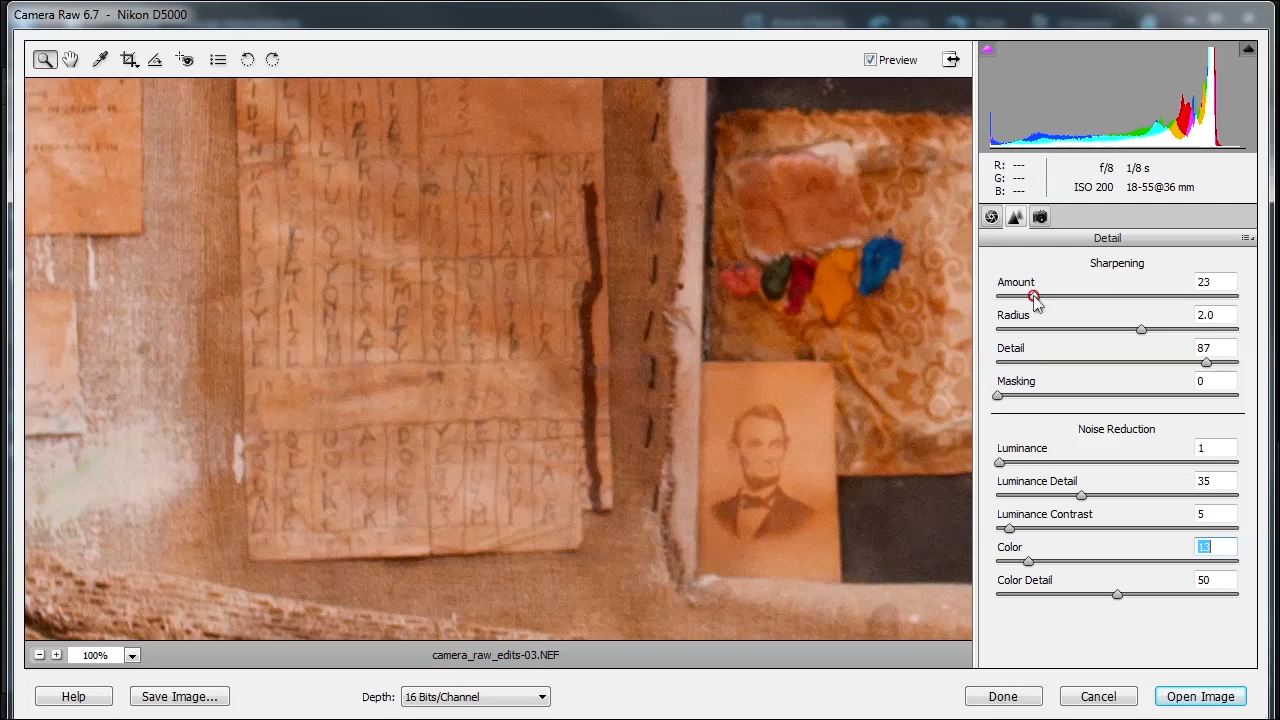 Camera Raw 6.7 - Nikon D5000
Preview
R: ---
G: ---
B: ---
f/8 1/8 s
ISO 200 18-55@36 mm
Detail
Sharpening
Amount 23
Radius 2.0
Detail 87
Masking 0
Noise Reduction
Luminance 1
Luminance Detail 35
Luminance Contrast 5
Color 13
Color Detail 50
100%
camera_raw_edits-03.NEF
Help
Save Image...
Depth: 16 Bits/Channel
Done
Cancel
Open Image